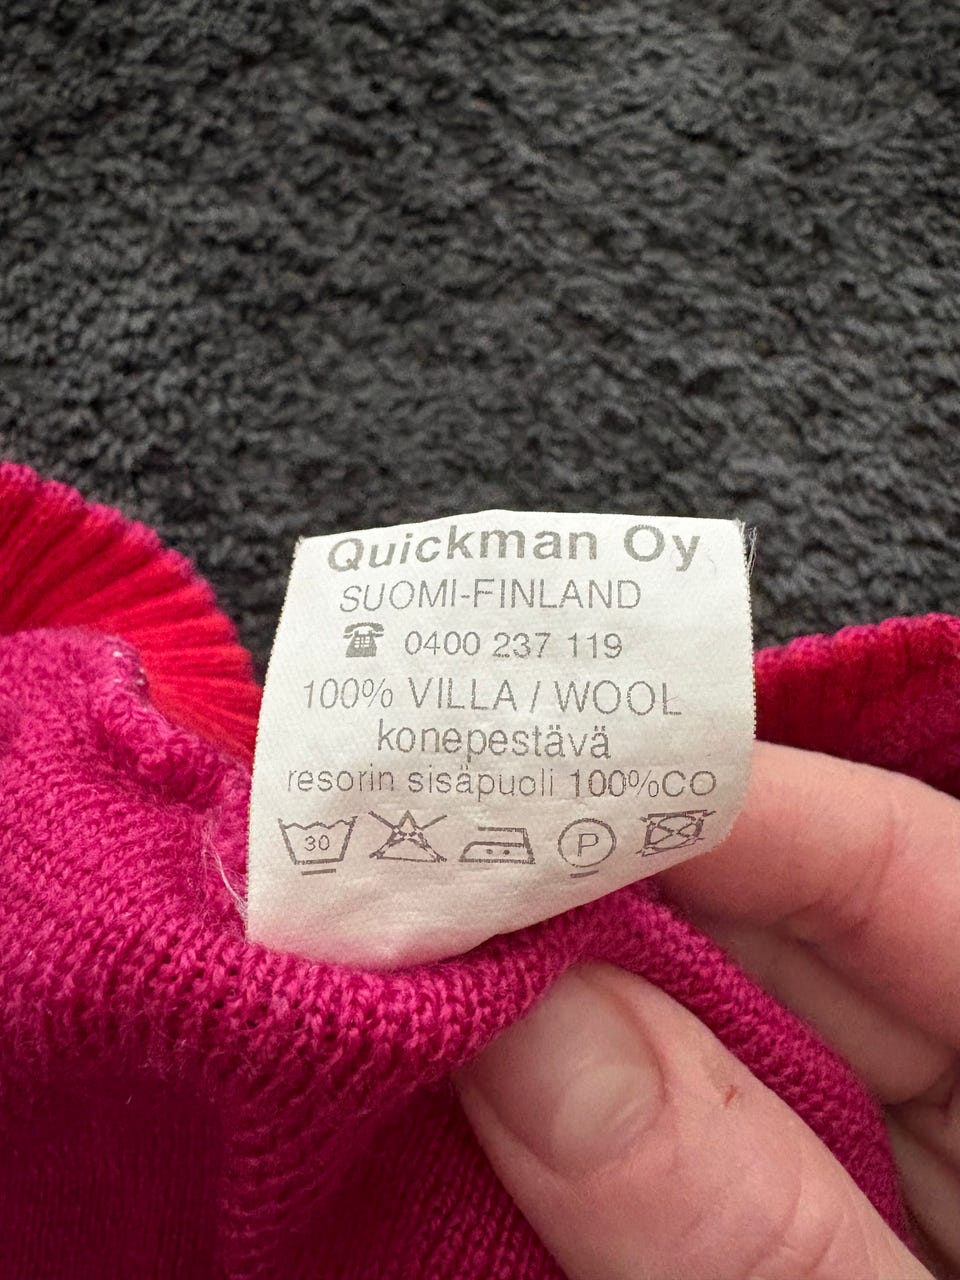 Quickman Oy
SUOMI-FINLAND
0400 237 119
100% VILLA / WOOL
konepestävä
resorin sisäpuoli 100%CO
30 P